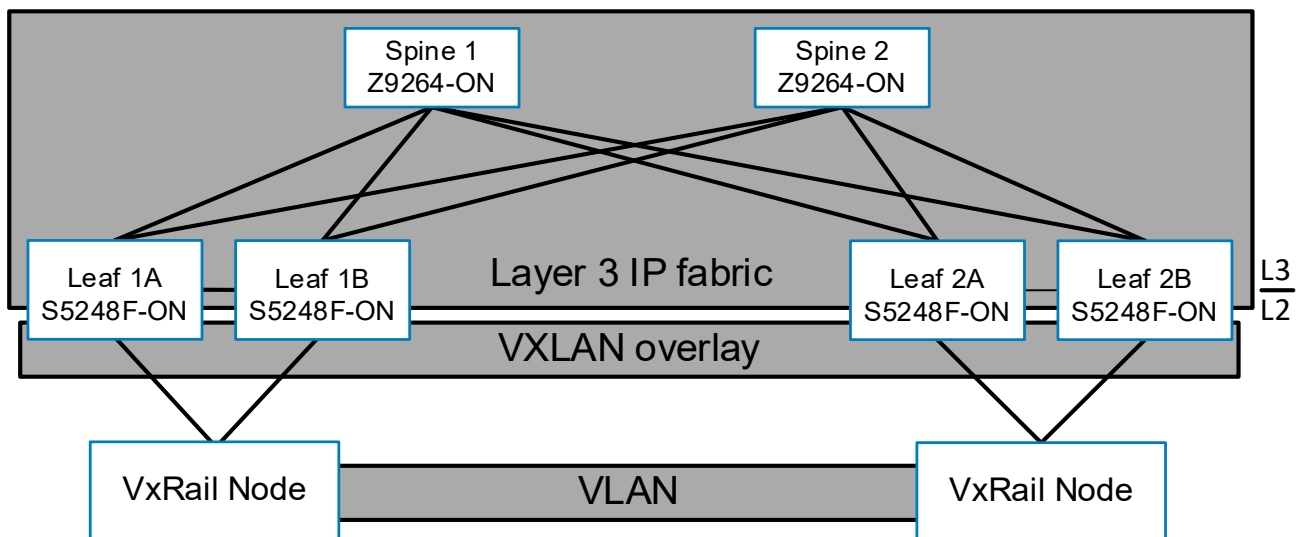 Spine 1
Z9264-ON
Spine 2
Z9264-ON
Leaf 1A
S5248F-ON
Leaf 1B
S5248F-ON
Layer 3 IP fabric
Leaf 2A
S5248F-ON
Leaf 2B
S5248F-ON
L3
L2
VXLAN overlay
VxRail Node
VLAN
VxRail Node